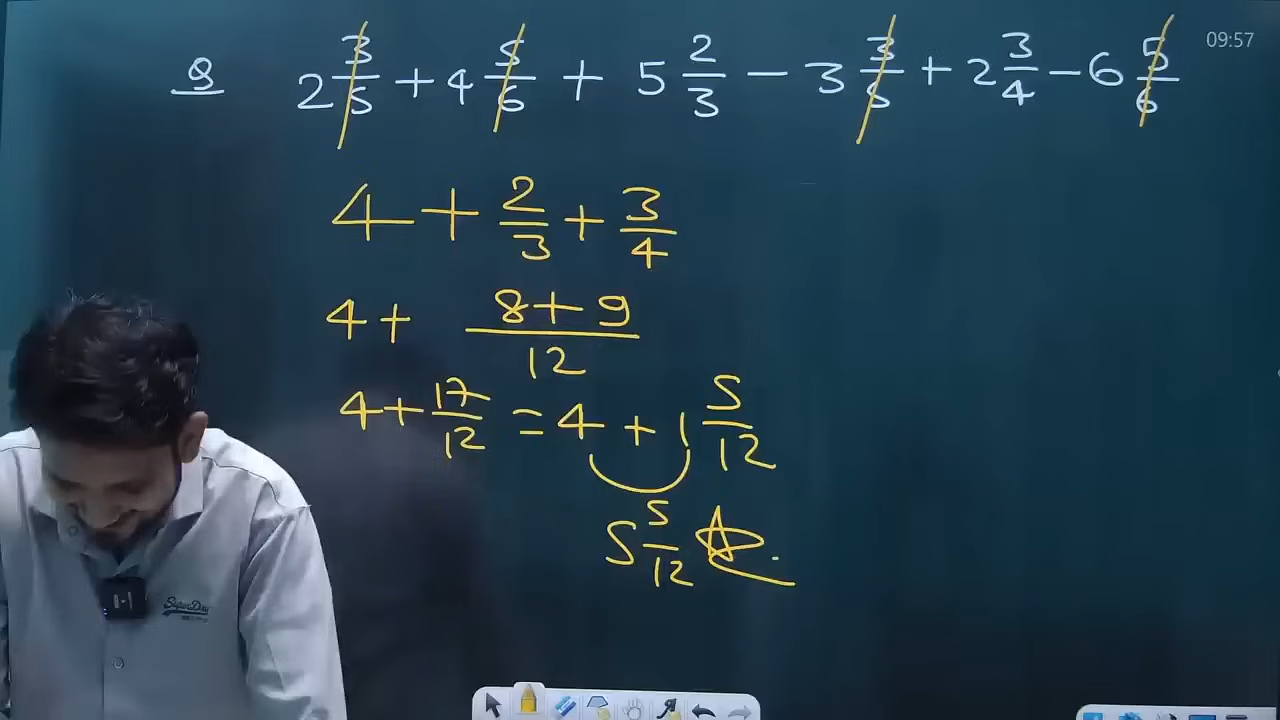 09:57
Q 2 3/5 + 4 5/6 + 5 2/3 - 3 3/5 + 2 3/4 - 6 5/6
4 + 2/3 + 3/4
4 + (8 + 9)/12
4 + 17/12 = 4 + 1 5/12
5 5/12
SuperDry